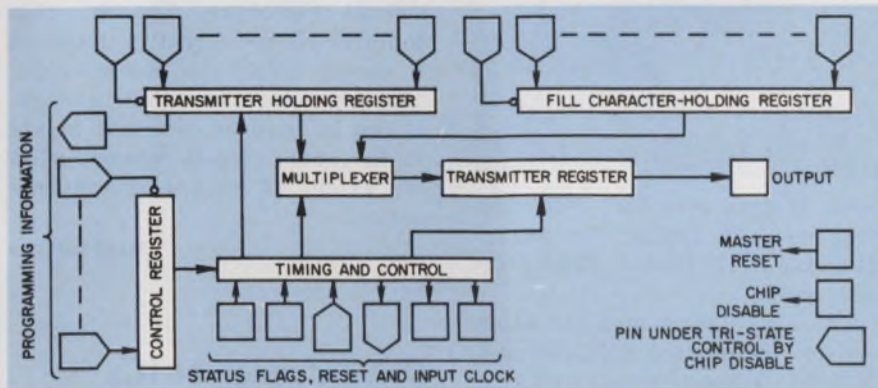 TRANSMITTER HOLDING REGISTER
FILL CHARACTER-HOLDING REGISTER
PROGRAMMING INFORMATION
MULTIPLEXER
TRANSMITTER REGISTER
OUTPUT
CONTROL REGISTER
TIMING AND CONTROL
MASTER
RESET
CHIP
DISABLE
PIN UNDER TRI-STATE
CONTROL BY
CHIP DISABLE
STATUS FLAGS, RESET AND INPUT CLOCK